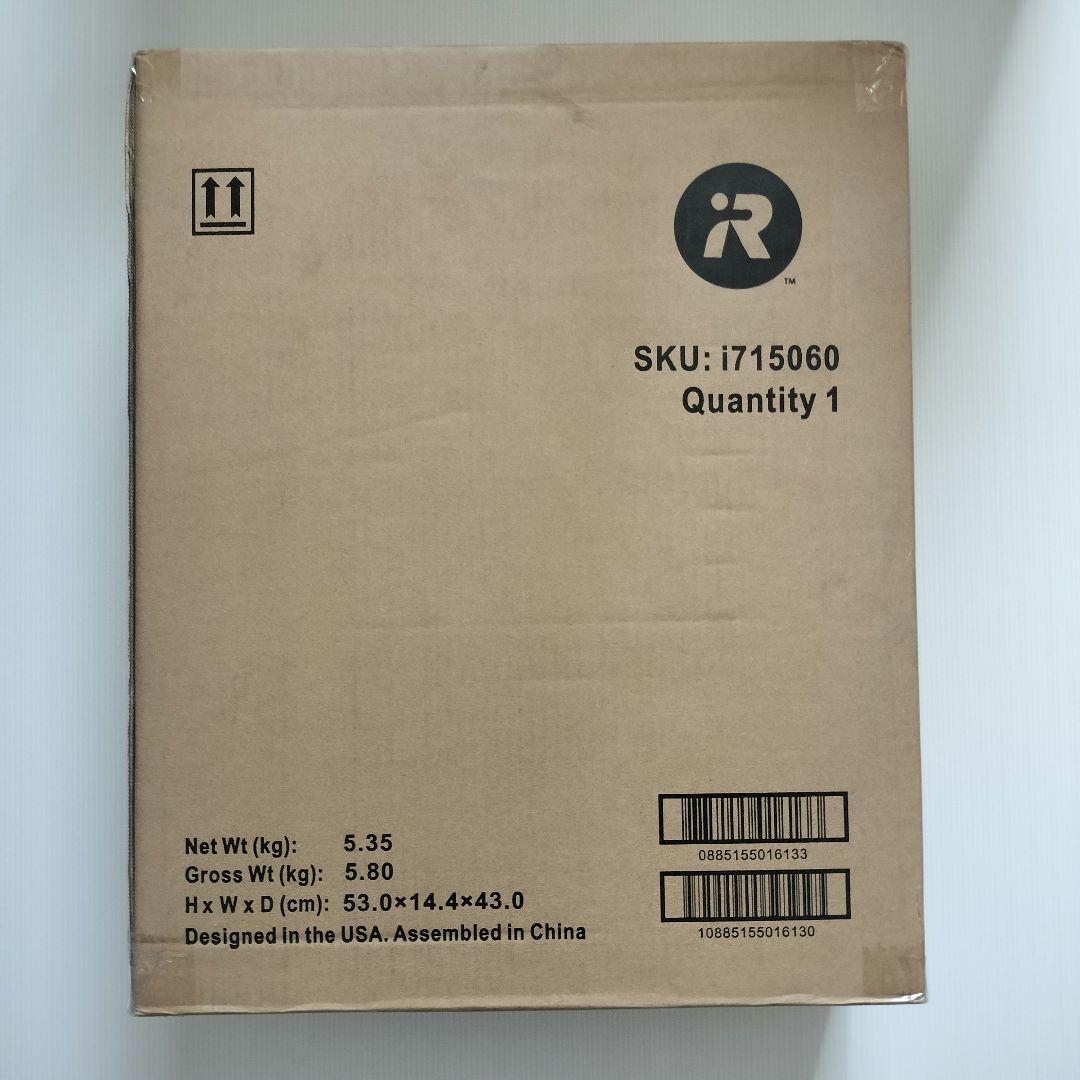 iR
TM
SKU: i715060
Quantity 1
0885155016133
10885155016130
Net Wt (kg): 5.35
Gross Wt (kg): 5.80
H x W x D (cm): 53.0×14.4×43.0
Designed in the USA. Assembled in China